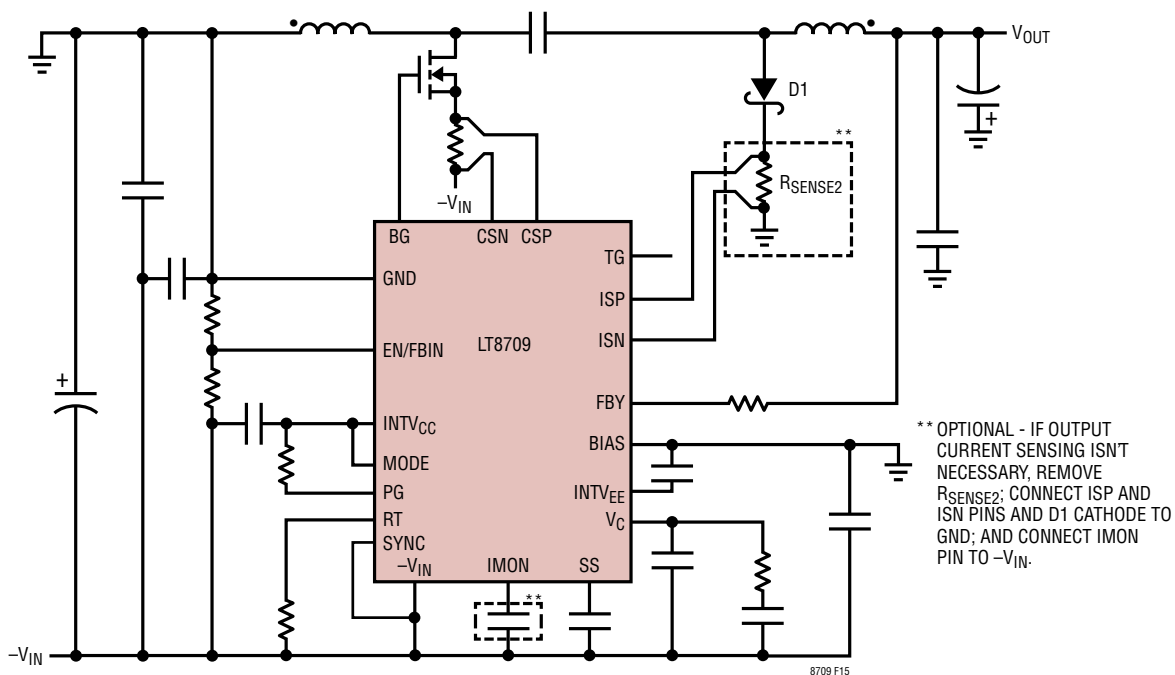 V_OUT
D1
**
R_SENSE2
–V_IN
BG CSN CSP
TG
GND
ISP
LT8709
ISN
EN/FBIN
+
+
FBY
INTV_CC
BIAS
MODE
INTV_EE
PG
V_C
RT
SYNC
–V_IN IMON SS
**
** OPTIONAL - IF OUTPUT
CURRENT SENSING ISN'T
NECESSARY, REMOVE
R_SENSE2; CONNECT ISP AND
ISN PINS AND D1 CATHODE TO
GND; AND CONNECT IMON
PIN TO –V_IN.
–V_IN
8709 F15